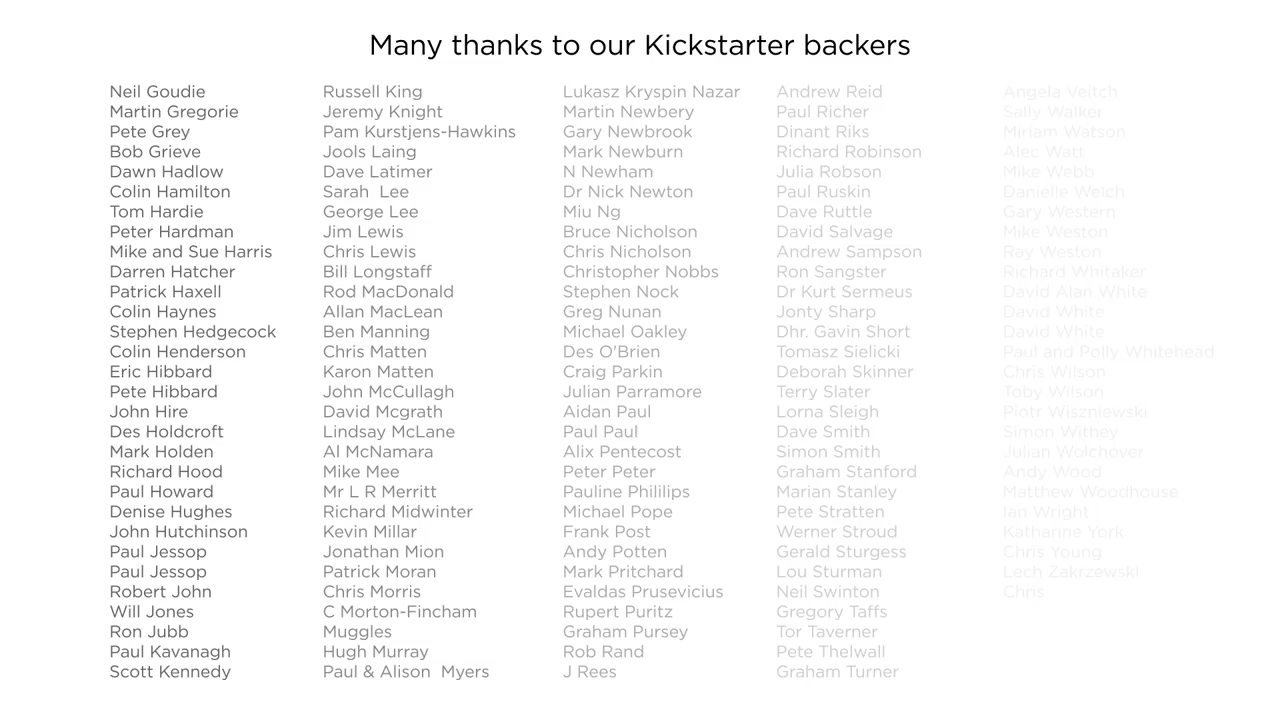 Many thanks to our Kickstarter backers
Neil Goudie
Martin Gregorie
Pete Grey
Bob Grieve
Dawn Hadlow
Colin Hamilton
Tom Hardie
Peter Hardman
Mike and Sue Harris
Darren Hatcher
Patrick Haxell
Colin Haynes
Stephen Hedgecock
Colin Henderson
Eric Hibbard
Pete Hibbard
John Hire
Des Holdcroft
Mark Holden
Richard Hood
Paul Howard
Denise Hughes
John Hutchinson
Paul Jessop
Paul Jessop
Robert John
Will Jones
Ron Jubb
Paul Kavanagh
Scott Kennedy
Russell King
Jeremy Knight
Pam Kurstjens-Hawkins
Jools Laing
Dave Latimer
Sarah  Lee
George Lee
Jim Lewis
Chris Lewis
Bill Longstaff
Rod MacDonald
Allan MacLean
Ben Manning
Chris Matten
Karon Matten
John McCullagh
David Mcgrath
Lindsay McLane
Al McNamara
Mike Mee
Mr L R Merritt
Richard Midwinter
Kevin Millar
Jonathan Mion
Patrick Moran
Chris Morris
C Morton-Fincham
Muggles
Hugh Murray
Paul & Alison  Myers
Lukasz Kryspin Nazar
Martin Newbery
Gary Newbrook
Mark Newburn
N Newham
Dr Nick Newton
Miu Ng
Bruce Nicholson
Chris Nicholson
Christopher Nobbs
Stephen Nock
Greg Nunan
Michael Oakley
Des O'Brien
Craig Parkin
Julian Parramore
Aidan Paul
Paul Paul
Alix Pentecost
Peter Peter
Pauline Phililips
Michael Pope
Frank Post
Andy Potten
Mark Pritchard
Evaldas Prusevicius
Rupert Puritz
Graham Pursey
Rob Rand
J Rees
Andrew Reid
Paul Richer
Dinant Riks
Richard Robinson
Julia Robson
Paul Ruskin
Dave Ruttle
David Salvage
Andrew Sampson
Ron Sangster
Dr Kurt Sermeus
Jonty Sharp
Dhr. Gavin Short
Tomasz Sielicki
Deborah Skinner
Terry Slater
Lorna Sleigh
Dave Smith
Simon Smith
Graham Stanford
Marian Stanley
Pete Stratten
Werner Stroud
Gerald Sturgess
Lou Sturman
Neil Swinton
Gregory Taffs
Tor Taverner
Pete Thelwall
Graham Turner
Angela Veitch
Sally Walker
Miriam Watson
Alec Watt
Mike Webb
Danielle Welch
Gary Western
Mike Weston
Ray Weston
Richard Whitaker
David Alan White
David White
David White
Paul and Polly Whitehead
Chris Wilson
Toby Wilson
Piotr Wiszniewski
Simon Withey
Julian Wolchover
Andy Wood
Matthew Woodhouse
Ian Wright
Katharine York
Chris Young
Lech Zakrzewski
Chris